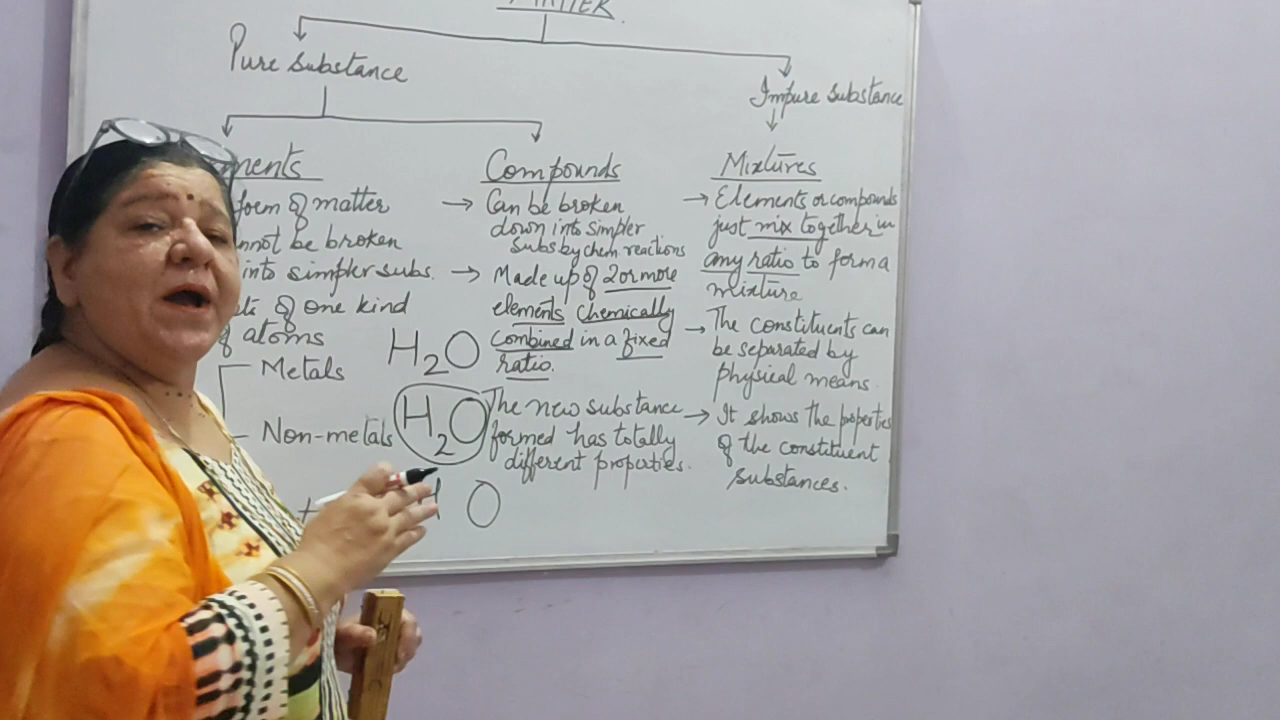 MATTER
Pure Substance
Impure Substance
ments
form of matter
nnot be broken
into simpler subs.
of one kind
of atoms
Metals
Non-metals
H2O
H2O
H O
Compounds
→ Can be broken
down into simpler
subs by chem reactions
→ Made up of 2 or more
elements chemically
combined in a fixed
ratio.
The new substance
formed has totally
different properties.
Mixtures
→ Elements or compounds
just mix together in
any ratio to form a
mixture
→ The constituents can
be separated by
physical means.
→ It shows the properties
of the constituent
substances.